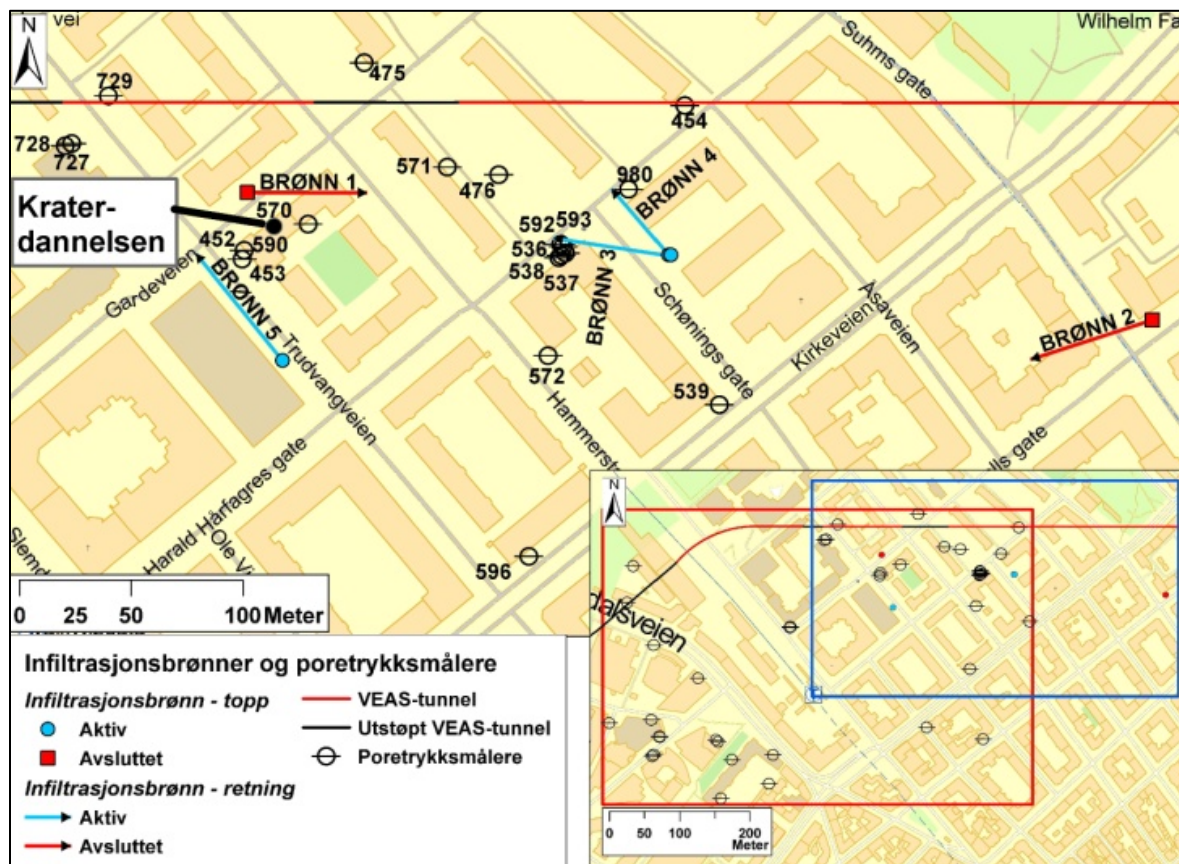 N
vei
Wilhelm Fa
Suhms gate
475
729
454
728
727
571
476
980
BRØNN 4
BRØNN 1
Krater-
dannelsen
570
592
593
452
590
536
453
538
537
BRØNN 3
Gardeveien
BRØNN 5
Schønings gate
Åsaveien
Kirkeveien
BRØNN 2
Trudvangveien
572
539
Hammerst
lls gate
Harald Hårfagres gate
Ole Vi
Slemd
596
0 25 50 100 Meter
Infiltrasjonsbrønner og poretrykksmålere
Infiltrasjonsbrønn - topp
Aktiv
Avsluttet
Infiltrasjonsbrønn - retning
Aktiv
Avsluttet
VEAS-tunnel
Utstøpt VEAS-tunnel
Poretrykksmålere
N
dalsveien
0 50 100 200
Meter